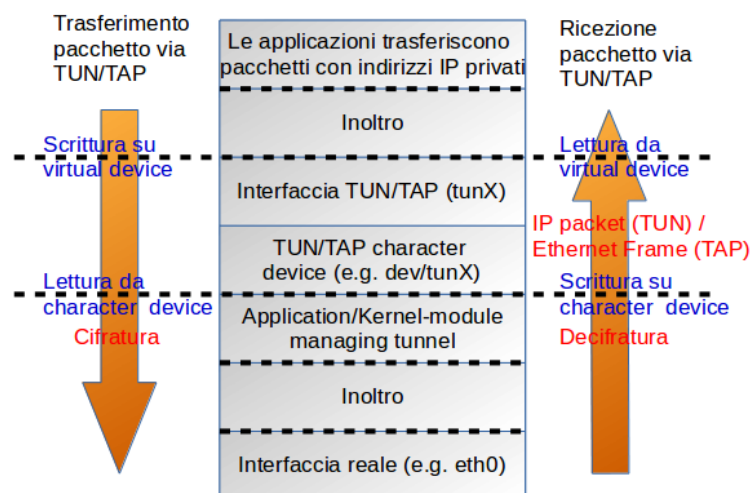 Trasferimento
pacchetto via
TUN/TAP
Scrittura su
virtual device
Lettura da
character device
Cifratura
Le applicazioni trasferiscono
pacchetti con indirizzi IP privati
Inoltro
Interfaccia TUN/TAP (tunX)
TUN/TAP character
device (e.g. dev/tunX)
Application/Kernel-module
managing tunnel
Inoltro
Interfaccia reale (e.g. eth0)
Ricezione
pacchetto via
TUN/TAP
Lettura da
virtual device
IP packet (TUN) /
Ethernet Frame (TAP)
Scrittura su
character device
Decifratura